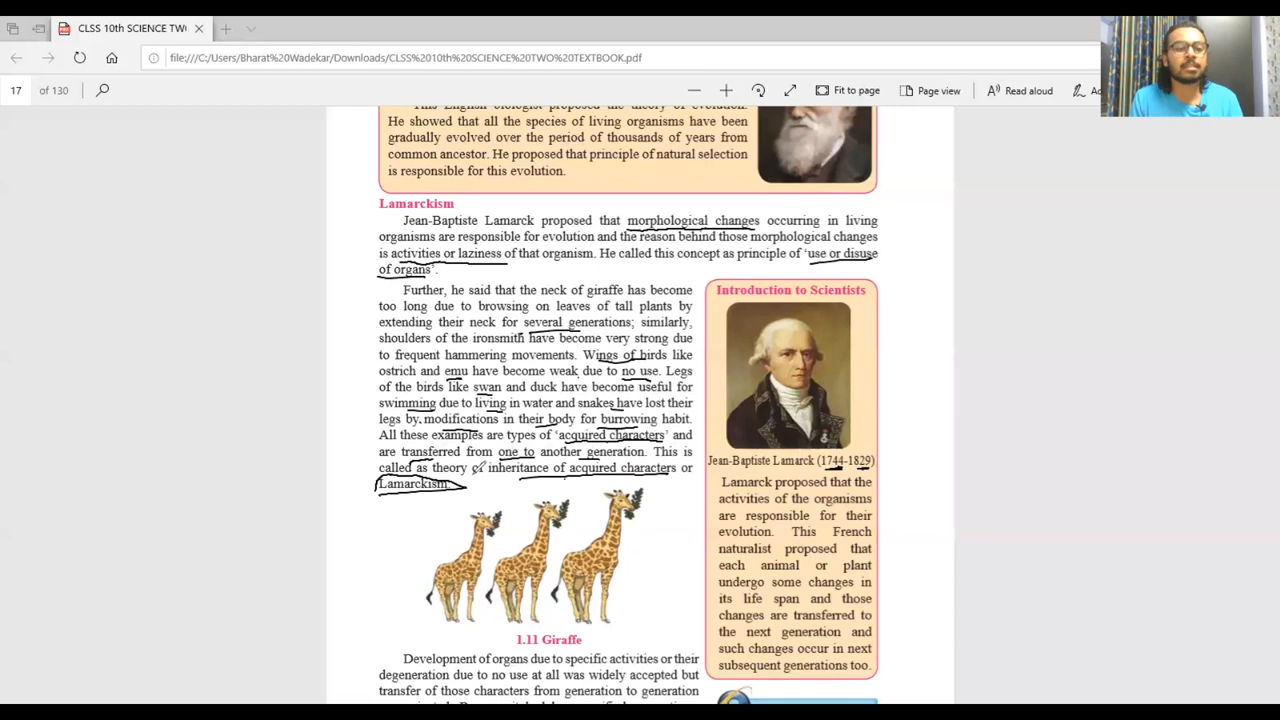 CLSS 10th SCIENCE TWO
17 of 130
file:///C:/Users/Bharat%20Wadekar/Downloads/CLSS%2010th%20SCIENCE%20TWO%20TEXTBOOK.pdf
Fit to page
Page view
Read aloud
This English biologist proposed the theory of evolution.
He showed that all the species of living organisms have been
gradually evolved over the period of thousands of years from
common ancestor. He proposed that principle of natural selection
is responsible for this evolution.
Lamarckism
Jean-Baptiste Lamarck proposed that morphological changes occurring in living
organisms are responsible for evolution and the reason behind those morphological changes
is activities or laziness of that organism. He called this concept as principle of ‘use or disuse
of organs’.
Further, he said that the neck of giraffe has become
too long due to browsing on leaves of tall plants by
extending their neck for several generations; similarly,
shoulders of the ironsmith have become very strong due
to frequent hammering movements. Wings of birds like
ostrich and emu have become weak due to no use. Legs
of the birds like swan and duck have become useful for
swimming due to living in water and snakes have lost their
legs by modifications in their body for burrowing habit.
All these examples are types of ‘acquired characters’ and
are transferred from one to another generation. This is
called as theory of inheritance of acquired characters or
Lamarckism.
1.11 Giraffe
Development of organs due to specific activities or their
degeneration due to no use at all was widely accepted but
transfer of those characters from generation to generation
Introduction to Scientists
Jean-Baptiste Lamarck (1744-1829)
Lamarck proposed that the
activities of the organisms
are responsible for their
evolution. This French
naturalist proposed that
each animal or plant
undergo some changes in
its life span and those
changes are transferred to
the next generation and
such changes occur in next
subsequent generations too.